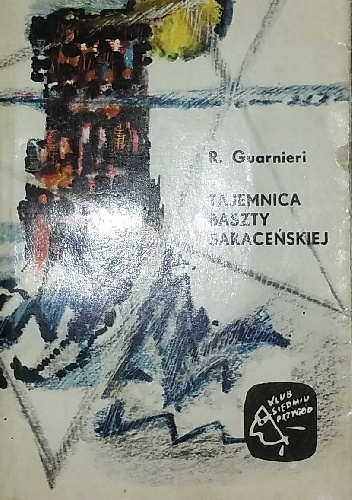 R. Guarnieri
TAJEMNICA
BASZTY
SARACEŃSKIEJ
KLUB
SIEDMIU
PRZYGÓD